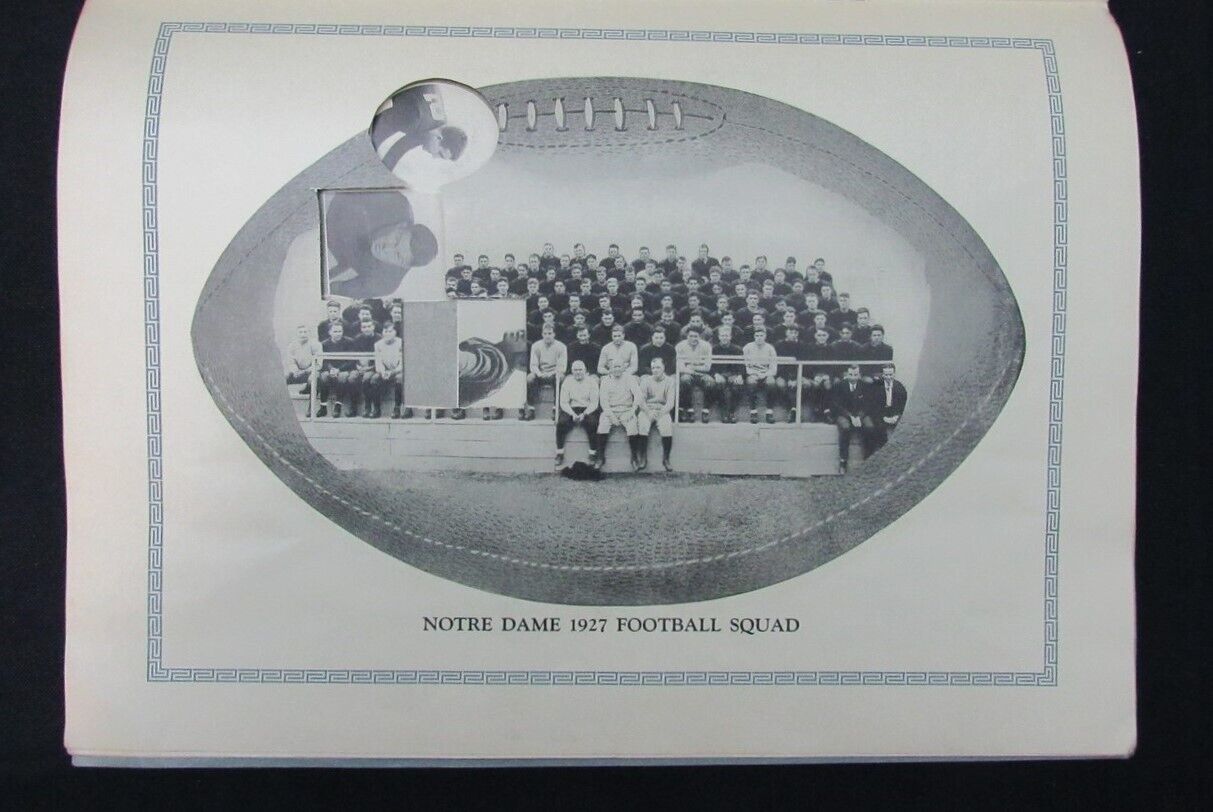 NOTRE DAME 1927 FOOTBALL SQUAD